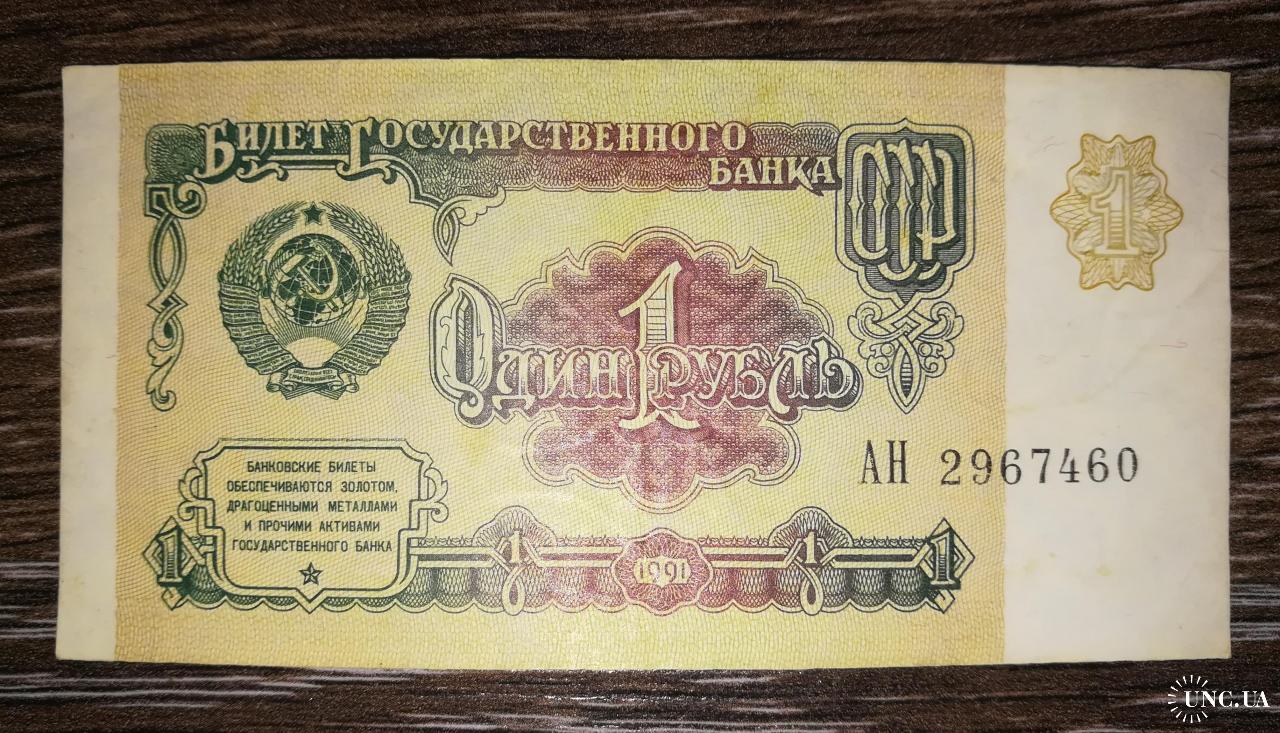 БИЛЕТ ГОСУДАРСТВЕННОГО
БАНКА СССР
1
1
ОДИН РУБЛЬ
АН 2967460
БАНКОВСКИЕ БИЛЕТЫ
ОБЕСПЕЧИВАЮТСЯ ЗОЛОТОМ,
ДРАГОЦЕННЫМИ МЕТАЛЛАМИ
И ПРОЧИМИ АКТИВАМИ
ГОСУДАРСТВЕННОГО БАНКА
1 1 1991 1 1
UNC.UA